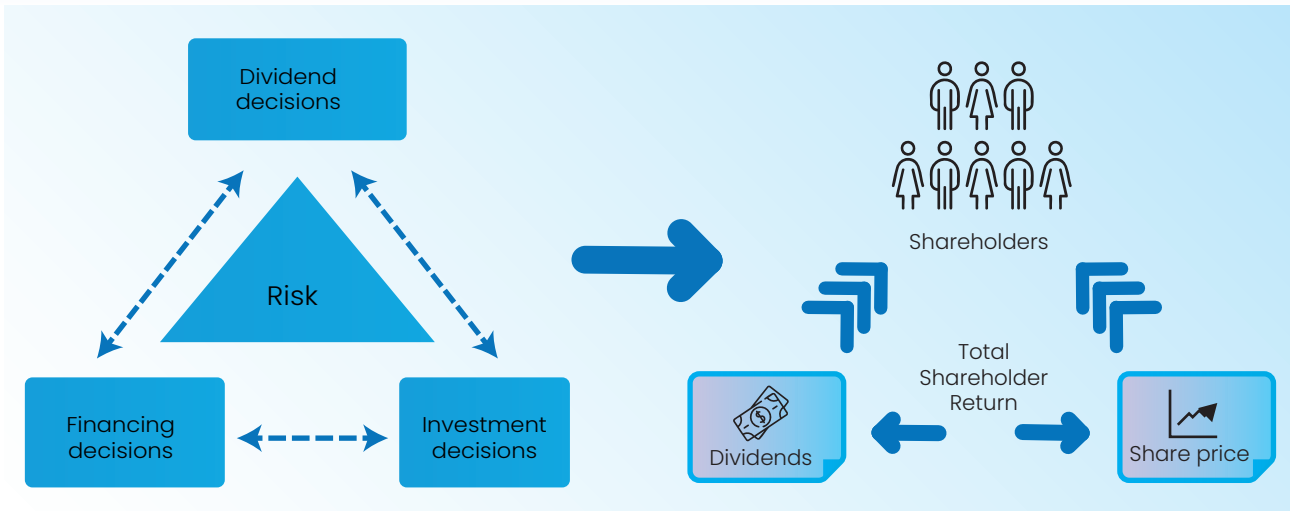 Dividend
decisions
Risk
Financing
decisions
Investment
decisions
Shareholders
Total
Shareholder
Return
Dividends
Share price